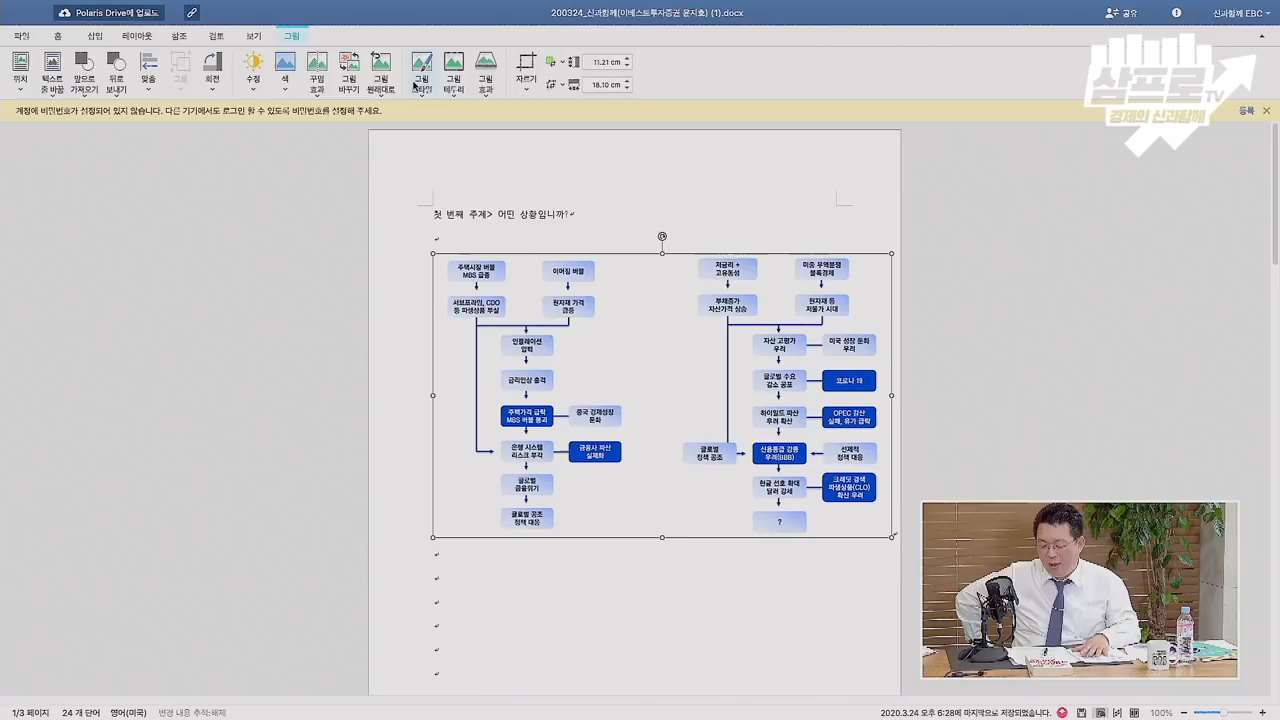 Polaris Drive에 업로드
200324_신과함께(이베스트투자증권 윤지호) (1).docx
공유
신과함께 EBC
파일 홈 삽입 레이아웃 참조 검토 보기 그림
위치
텍스트 줄 바꿈
앞으로 가져오기
뒤로 보내기
맞춤
그룹
회전
수정
색
꾸밈 효과
그림 바꾸기
그림 원래대로
그림 스타일
그림 테두리
그림 효과
자르기
11.21 cm
18.10 cm
삼프로TV
경제의 신과함께
계정에 비밀번호가 설정되어 있지 않습니다. 다른 기기에서도 로그인 할 수 있도록 비밀번호를 설정해 주세요.
등록
첫 번째 주제> 어떤 상황입니까?
주택시장 버블
MBS 급증
이머징 버블
서브프라임, CDO
등 파생상품 부실
원자재 가격
급등
인플레이션
압력
금리인상 충격
주택가격 급락
MBS 버블 붕괴
중국 경제성장
둔화
은행 시스템
리스크 부각
금융사 파산
실제화
글로벌
금융위기
글로벌 공조
정책 대응
저금리 +
고유동성
미중 무역분쟁
블록경제
부채증가
자산가격 상승
원자재 등
저물가 시대
자산 고평가
우려
미국 성장 둔화
우려
글로벌 수요
감소 공포
코로나 19
하이일드 파산
우려 확산
OPEC 감산
실패, 유가 급락
글로벌
정책 공조
신용등급 강등
우려(BBB)
선제적
정책 대응
현금 선호 확대
달러 강세
크레딧 경색
파생상품(CLO)
확산 우려
?
1/3 페이지
24 개 단어
영어(미국)
변경 내용 추적:해제
2020.3.24 오후 6:28에 마지막으로 저장되었습니다.
100%